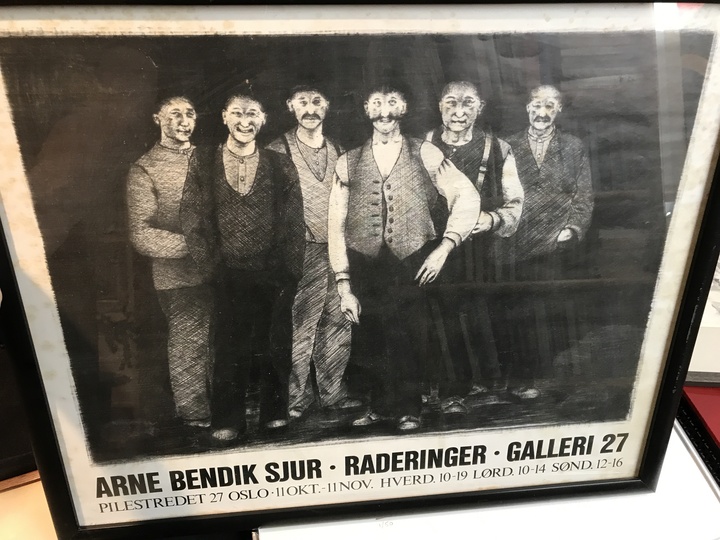 ARNE BENDIK SJUR · RADERINGER · GALLERI 27
PILESTREDET 27 OSLO · 11 OKT. - 11 NOV. HVERD. 10-19 LØRD. 10-14 SØND. 12-16